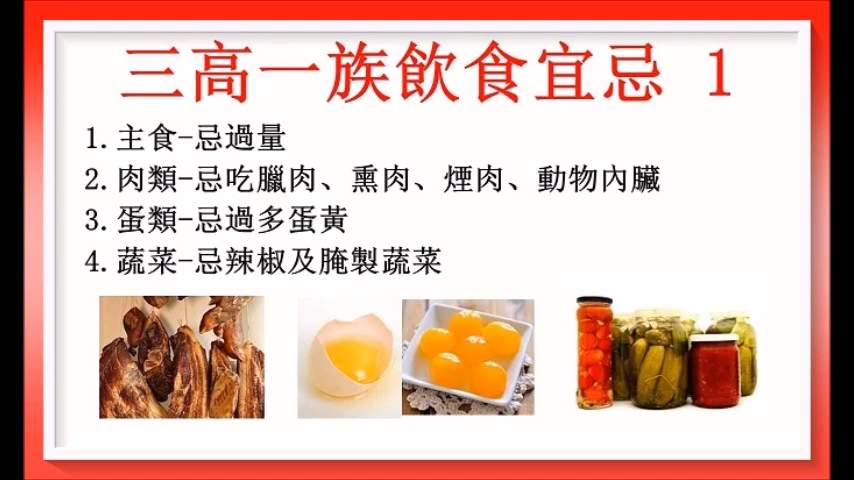 三高一族飲食宜忌 1
1.主食-忌過量
2.肉類-忌吃臘肉、熏肉、煙肉、動物內臟
3.蛋類-忌過多蛋黃
4.蔬菜-忌辣椒及腌製蔬菜